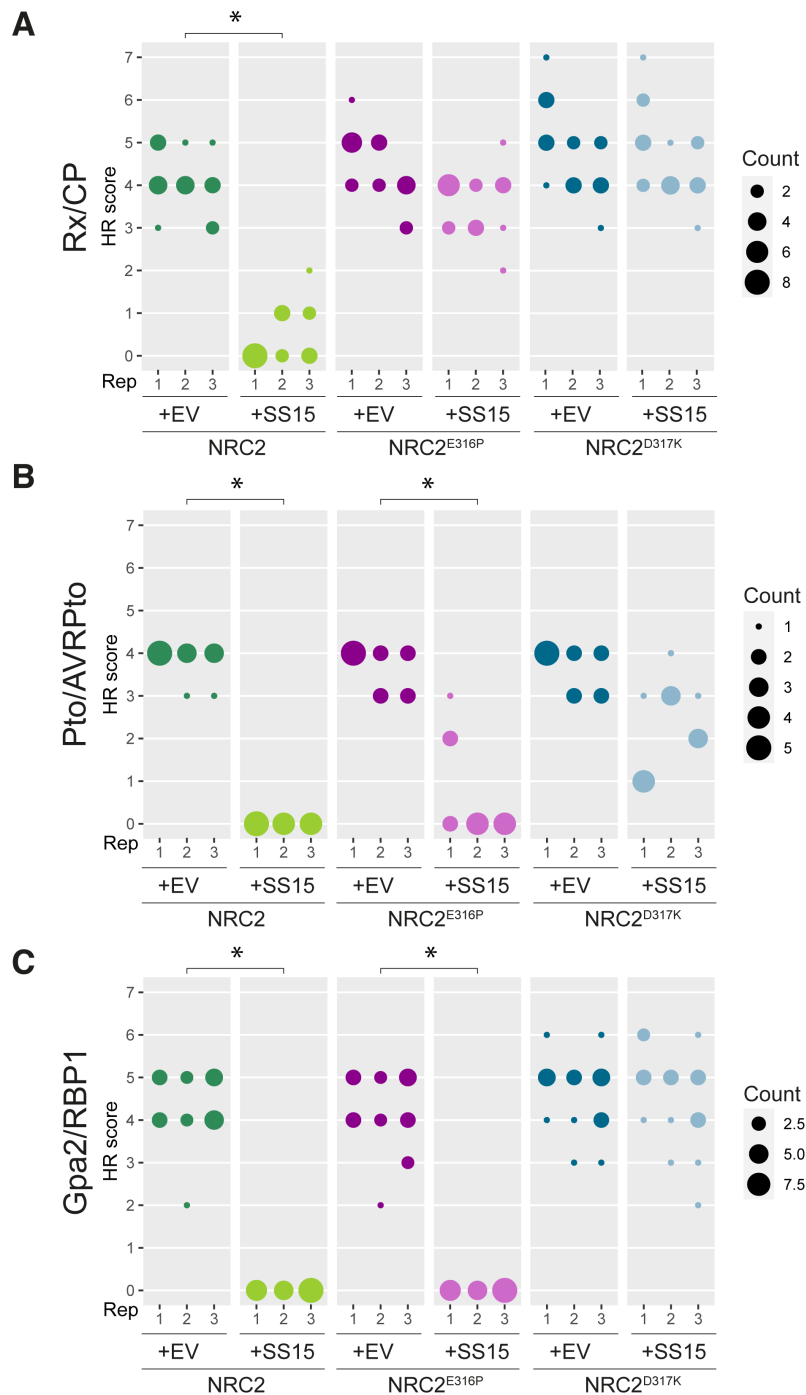 A
*
Rx/CP
HR score
7
6
5
4
3
2
1
0
Count
2
4
6
8
Rep
1 2 3 1 2 3 1 2 3 1 2 3 1 2 3 1 2 3
+EV +SS15 +EV +SS15 +EV +SS15
NRC2 NRC2E316P NRC2D317K
B
* *
Pto/AVRPto
HR score
7
6
5
4
3
2
1
0
Count
1
2
3
4
5
Rep
1 2 3 1 2 3 1 2 3 1 2 3 1 2 3 1 2 3
+EV +SS15 +EV +SS15 +EV +SS15
NRC2 NRC2E316P NRC2D317K
C
* *
Gpa2/RBP1
HR score
7
6
5
4
3
2
1
0
Count
2.5
5.0
7.5
Rep
1 2 3 1 2 3 1 2 3 1 2 3 1 2 3 1 2 3
+EV +SS15 +EV +SS15 +EV +SS15
NRC2 NRC2E316P NRC2D317K